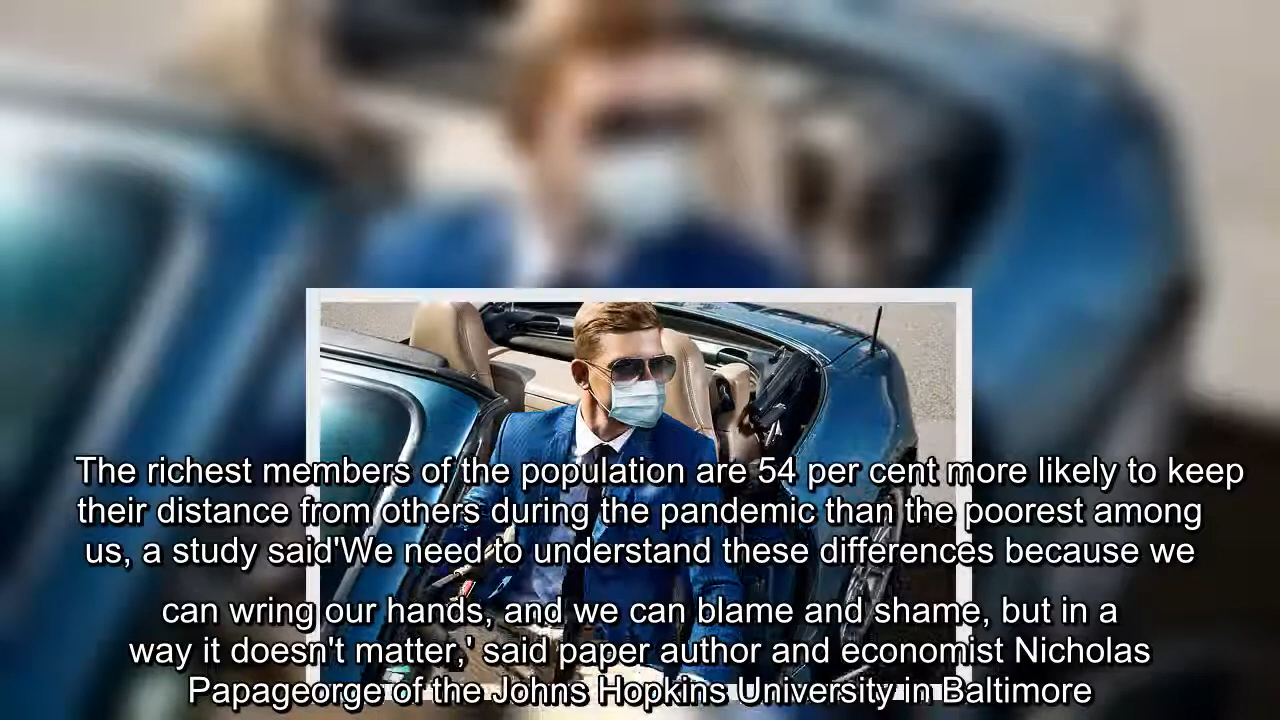 The richest members of the population are 54 per cent more likely to keep
their distance from others during the pandemic than the poorest among
us, a study said'We need to understand these differences because we
can wring our hands, and we can blame and shame, but in a
way it doesn't matter,' said paper author and economist Nicholas
Papageorge of the Johns Hopkins University in Baltimore